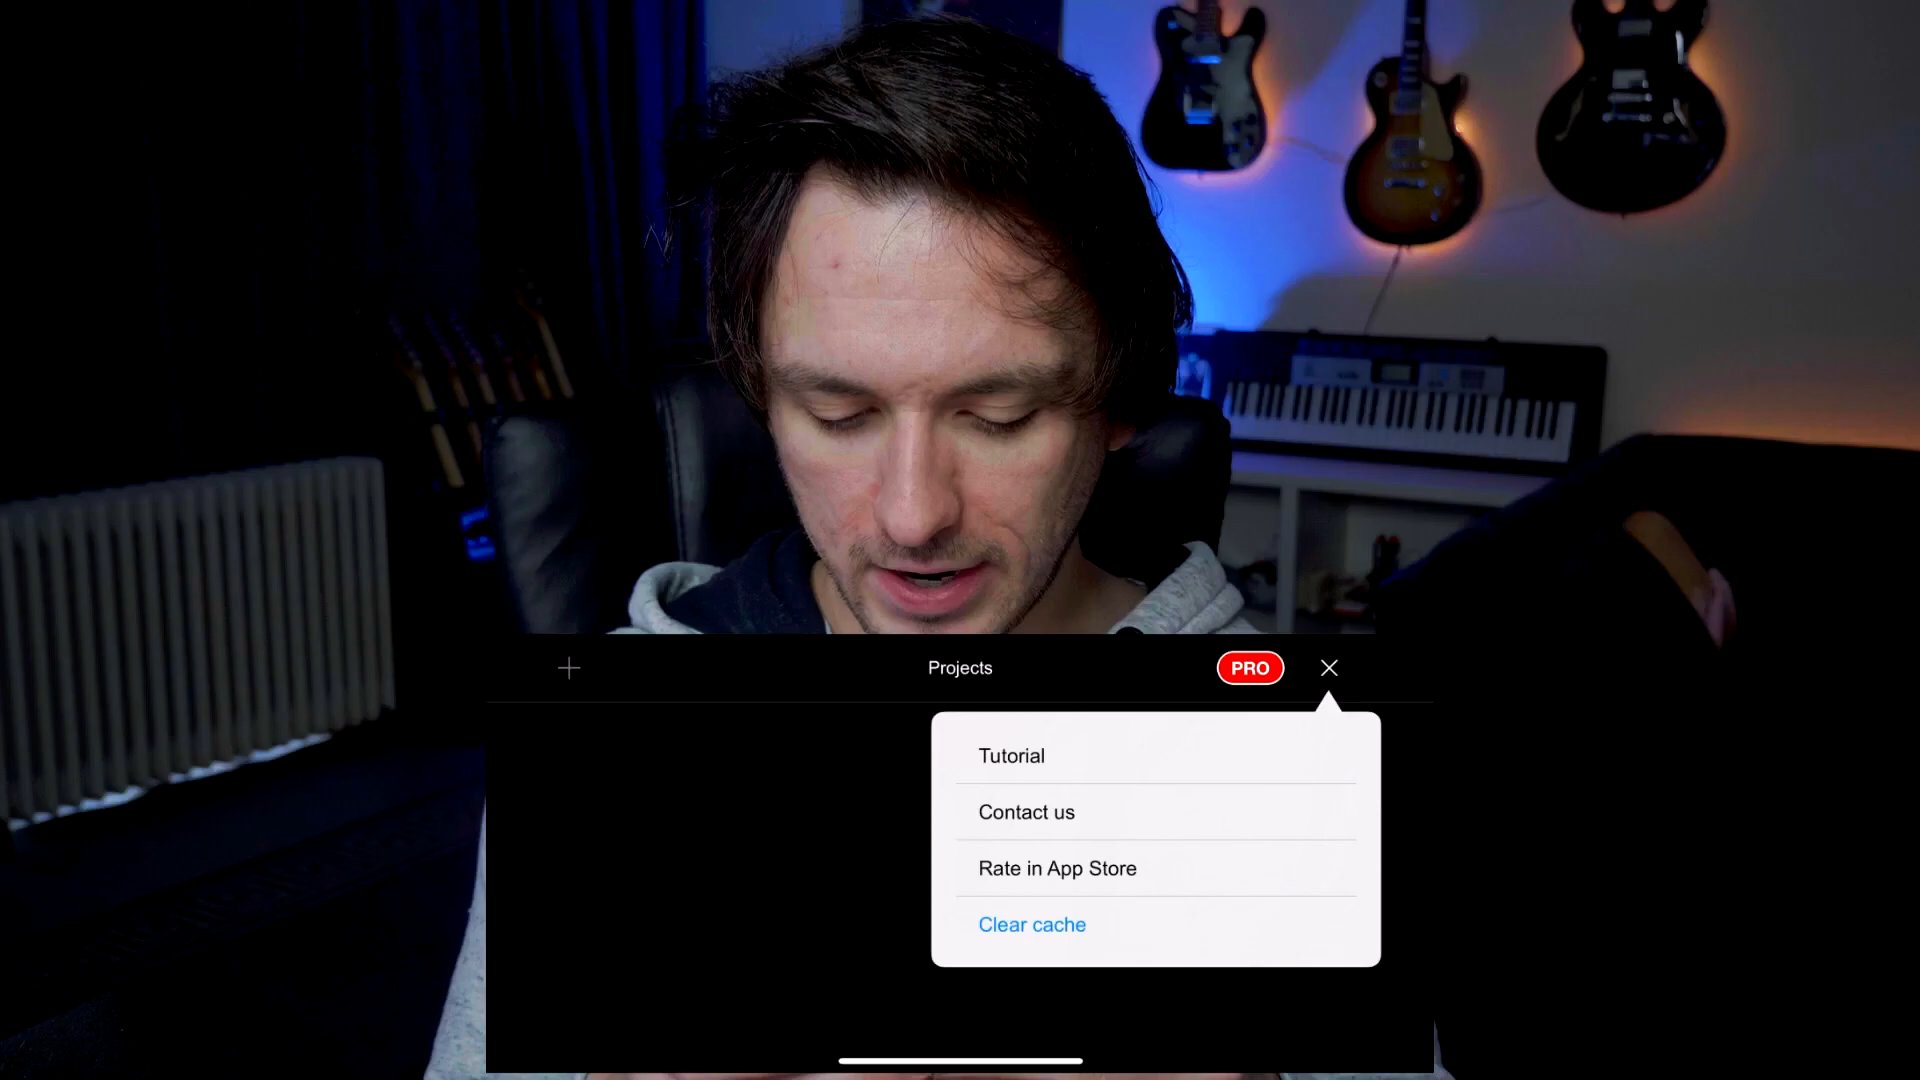 Projects
PRO
Tutorial
Contact us
Rate in App Store
Clear cache